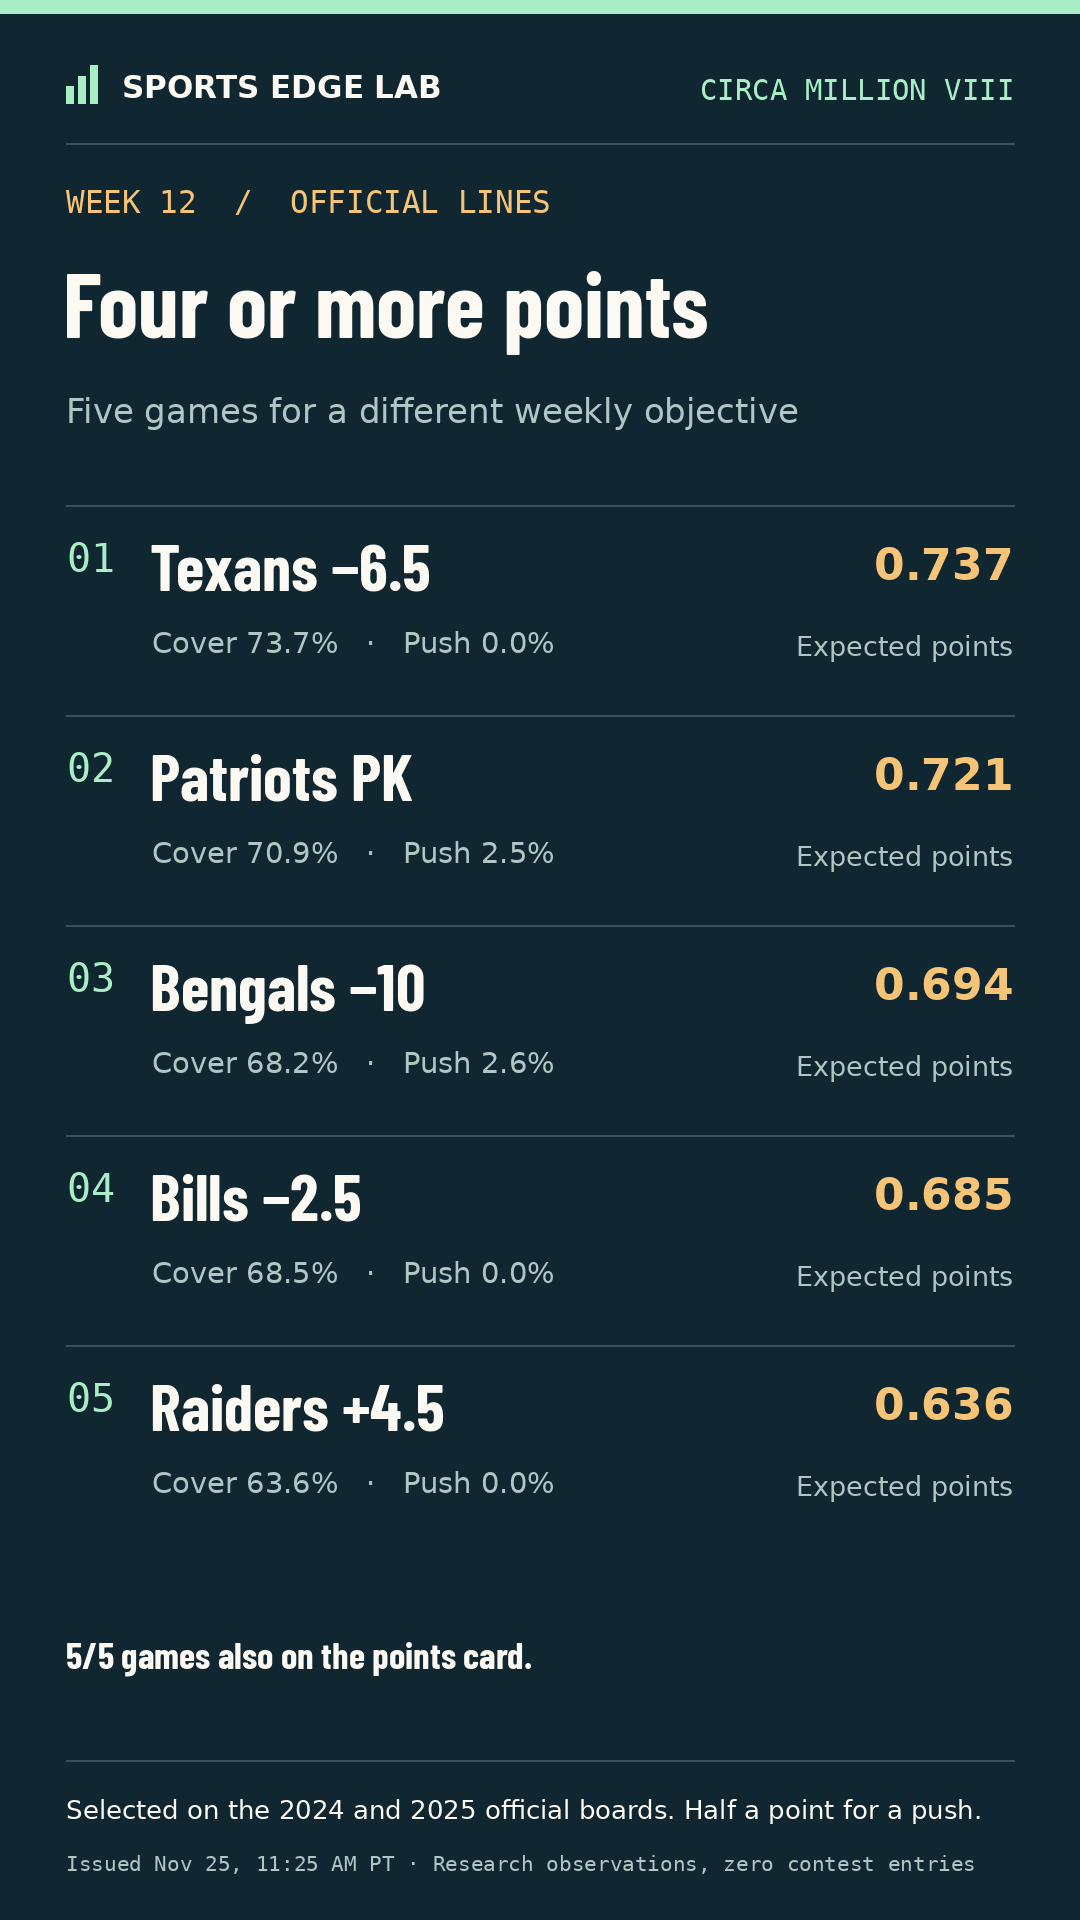 SPORTS EDGE LAB
CIRCA MILLION VIII
WEEK 12 / OFFICIAL LINES
Four or more points
Five games for a different weekly objective
01 Texans −6.5 0.737
Cover 73.7% · Push 0.0% Expected points
02 Patriots PK 0.721
Cover 70.9% · Push 2.5% Expected points
03 Bengals −10 0.694
Cover 68.2% · Push 2.6% Expected points
04 Bills −2.5 0.685
Cover 68.5% · Push 0.0% Expected points
05 Raiders +4.5 0.636
Cover 63.6% · Push 0.0% Expected points
5/5 games also on the points card.
Selected on the 2024 and 2025 official boards. Half a point for a push.
Issued Nov 25, 11:25 AM PT · Research observations, zero contest entries